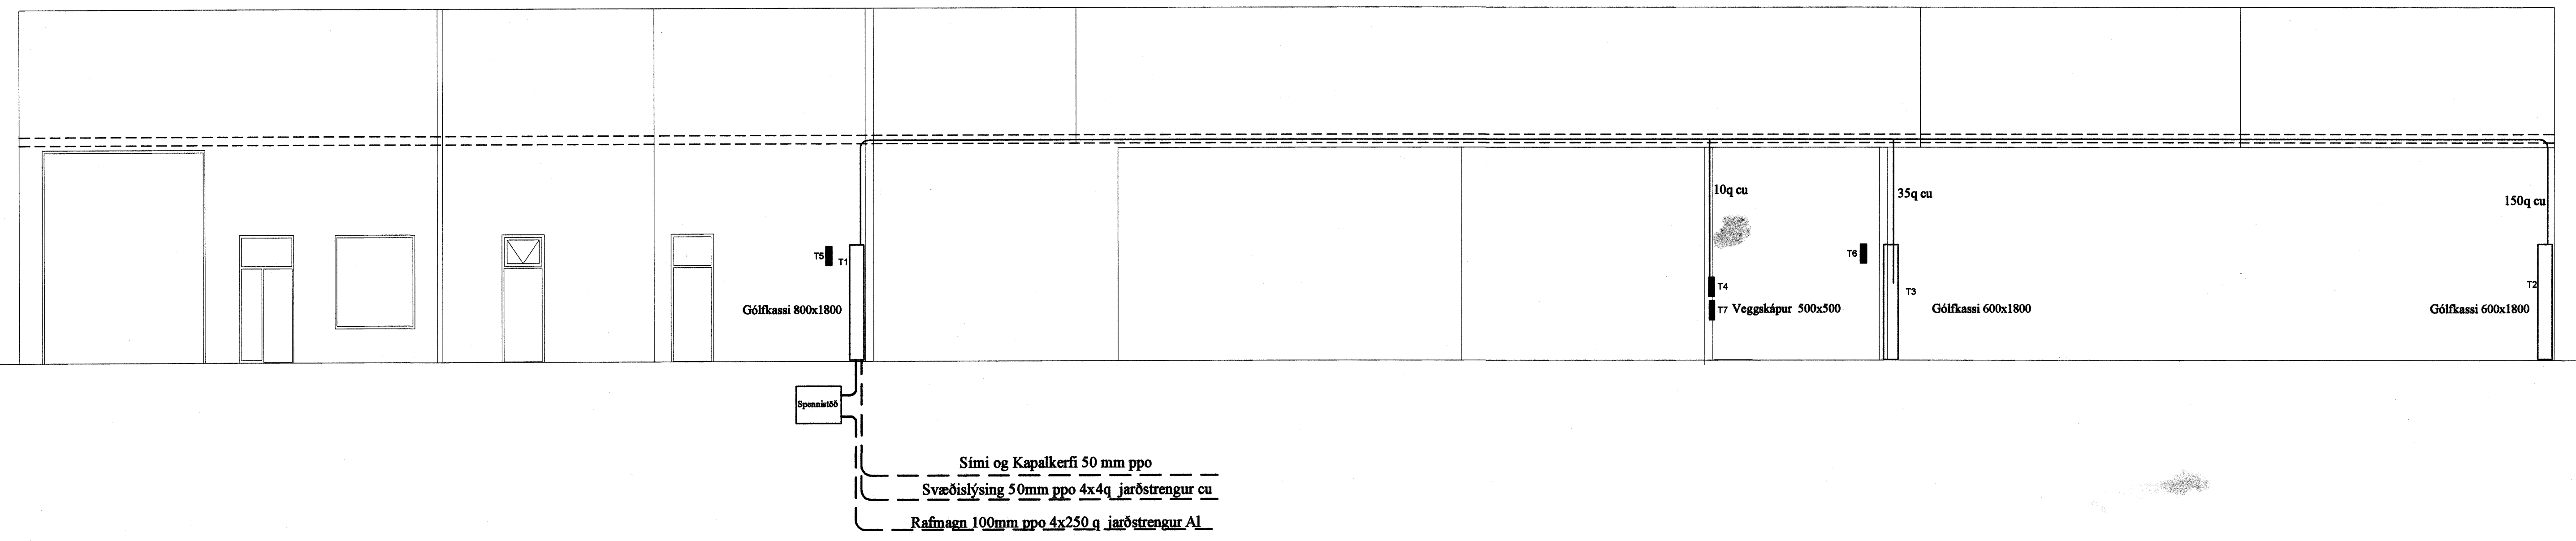 10q cu
35q cu
150q cu
T5
T1
T6
T4
T3
T2
Gólfkassi 800x1800
T7 Veggskápur 500x500
Gólfkassi 600x1800
Gólfkassi 600x1800
Spennistöð
Sími og Kapalkerfi 50 mm ppo
Svæðislýsing 50mm ppo 4x4q jarðstrengur cu
Rafmagn 100mm ppo 4x250 q jarðstrengur Al